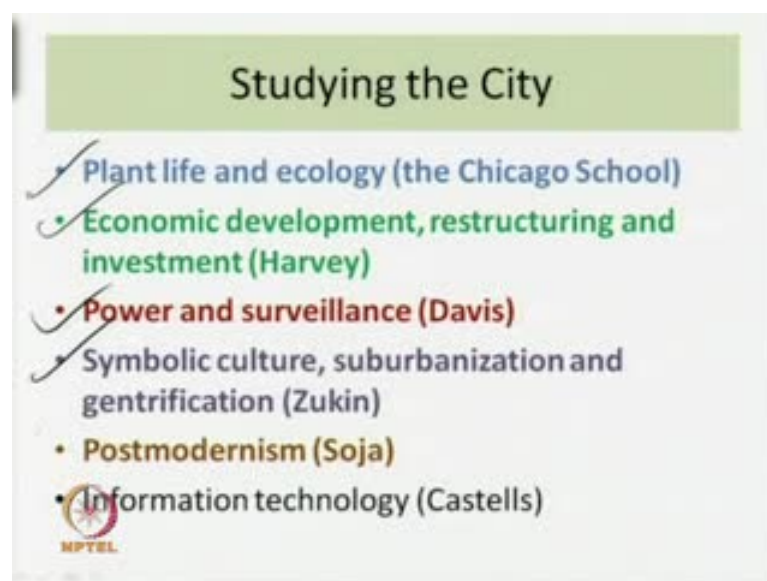 Studying the City
• Plant life and ecology (the Chicago School)
• Economic development, restructuring and
investment (Harvey)
• Power and surveillance (Davis)
• Symbolic culture, suburbanization and
gentrification (Zukin)
• Postmodernism (Soja)
• Information technology (Castells)
NPTEL